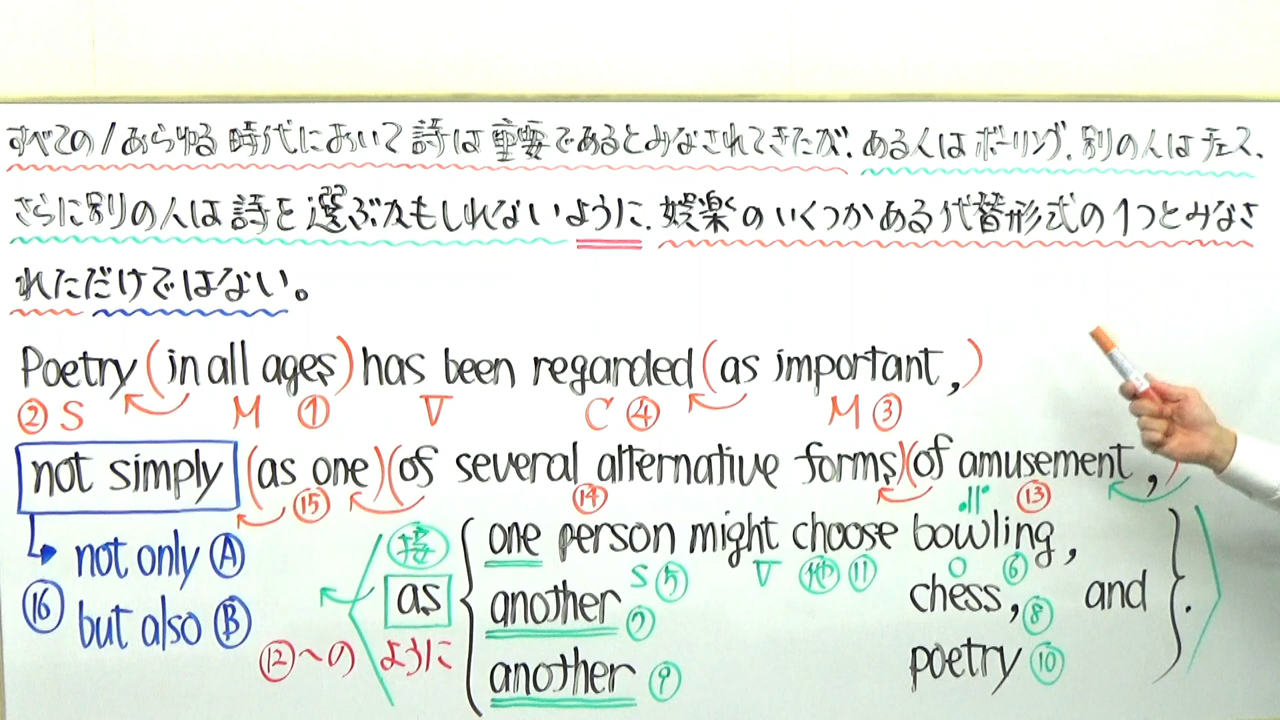 すべての/あらゆる時代において詩は重要であるとみなされてきたが、ある人はボーリング、別の人はチェス、
さらに別の人は詩を選ぶかもしれないように、娯楽のいくつかある代替形式の1つとみなさ
れただけではない。
Poetry (in all ages) has been regarded (as important,)
② S M ① V C ④ M ③
not simply (as one)(of several alternative forms)(of amusement,)
⑮ ⑭ ⑬
接 one person might choose bowling,
not only Ⓐ S ⑤ V 他 ⑪ O ⑥
as another ⑦ chess, ⑧ and
⑯ but also Ⓑ
⑫への ように another ⑨ poetry ⑩ .